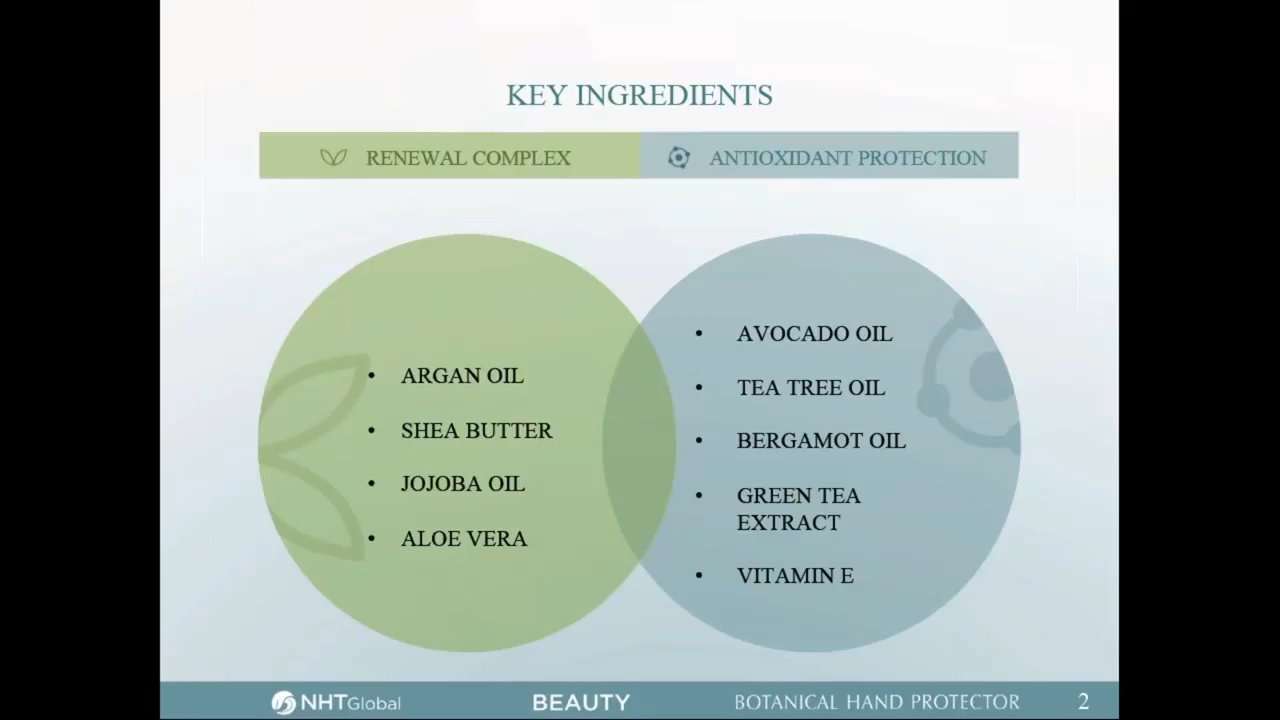 KEY INGREDIENTS
RENEWAL COMPLEX
ANTIOXIDANT PROTECTION
• ARGAN OIL
• SHEA BUTTER
• JOJOBA OIL
• ALOE VERA
• AVOCADO OIL
• TEA TREE OIL
• BERGAMOT OIL
• GREEN TEA
EXTRACT
• VITAMIN E
NHTGlobal
BEAUTY
BOTANICAL HAND PROTECTOR
2